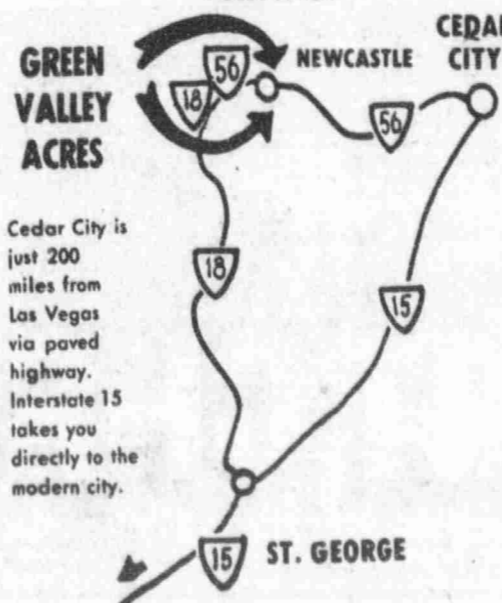 GREEN
VALLEY
ACRES
56
18
NEWCASTLE
CEDAR
CITY
56
Cedar City is
just 200
miles from
Las Vegas
via paved
highway.
Interstate 15
takes you
directly to the
modern city.
18
15
15
ST. GEORGE